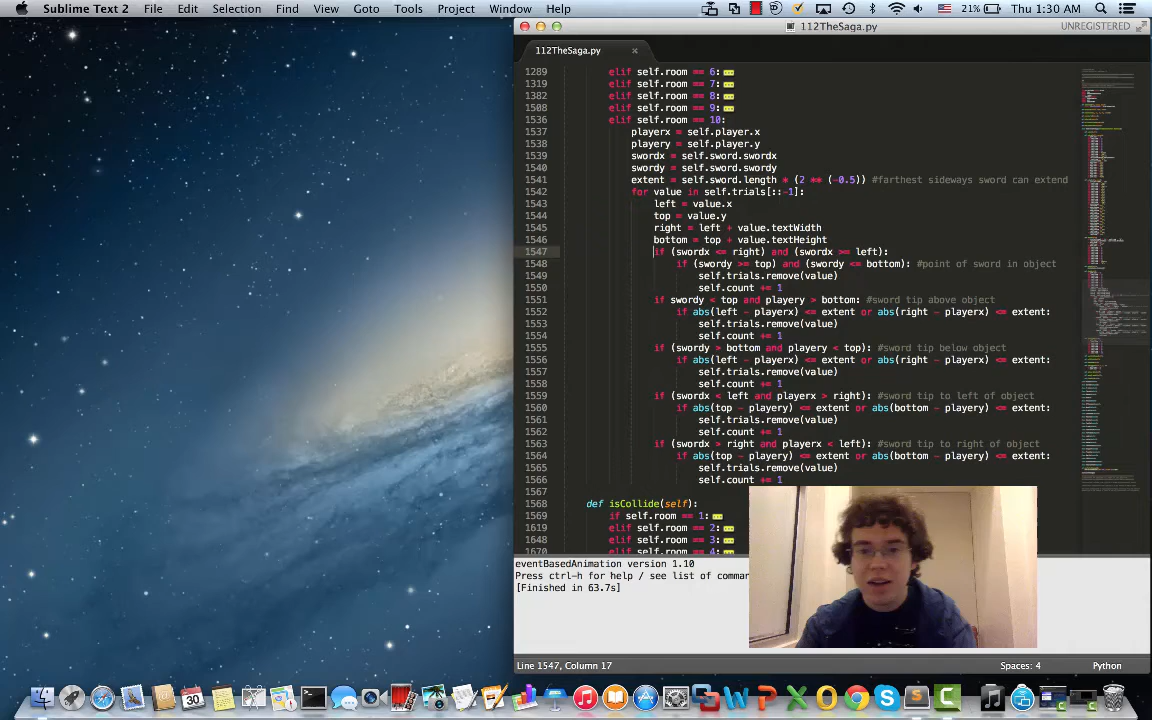 Sublime Text 2 File Edit Selection Find View Goto Tools Project Window Help 21% Thu 1:30 AM
112TheSaga.py UNREGISTERED
112TheSaga.py ×
1289 elif self.room == 6:
1319 elif self.room == 7:
1382 elif self.room == 8:
1508 elif self.room == 9:
1536 elif self.room == 10:
1537 playerx = self.player.x
1538 playery = self.player.y
1539 swordx = self.sword.swordx
1540 swordy = self.sword.swordy
1541 extent = self.sword.length * (2 ** (-0.5)) #farthest sideways sword can extend
1542 for value in self.trials[::-1]:
1543 left = value.x
1544 top = value.y
1545 right = left + value.textWidth
1546 bottom = top + value.textHeight
1547 if (swordx <= right) and (swordx >= left):
1548 if (swordy >= top) and (swordy <= bottom): #point of sword in object
1549 self.trials.remove(value)
1550 self.count += 1
1551 if swordy < top and playery > bottom: #sword tip above object
1552 if abs(left - playerx) <= extent or abs(right - playerx) <= extent:
1553 self.trials.remove(value)
1554 self.count += 1
1555 if (swordy > bottom and playery < top): #sword tip below object
1556 if abs(left - playerx) <= extent or abs(right - playerx) <= extent:
1557 self.trials.remove(value)
1558 self.count += 1
1559 if (swordx < left and playerx > right): #sword tip to left of object
1560 if abs(top - playery) <= extent or abs(bottom - playery) <= extent:
1561 self.trials.remove(value)
1562 self.count += 1
1563 if (swordx > right and playerx < left): #sword tip to right of object
1564 if abs(top - playery) <= extent or abs(bottom - playery) <= extent:
1565 self.trials.remove(value)
1566 self.count += 1
1567
1568 def isCollide(self):
1569 if self.room == 1:
1619 elif self.room == 2:
1648 elif self.room == 3:
1670 elif self.room == 4:
eventBasedAnimation version 1.10
Press ctrl-h for help / see list of comman
[Finished in 63.7s]
Line 1547, Column 17 Spaces: 4 Python
30